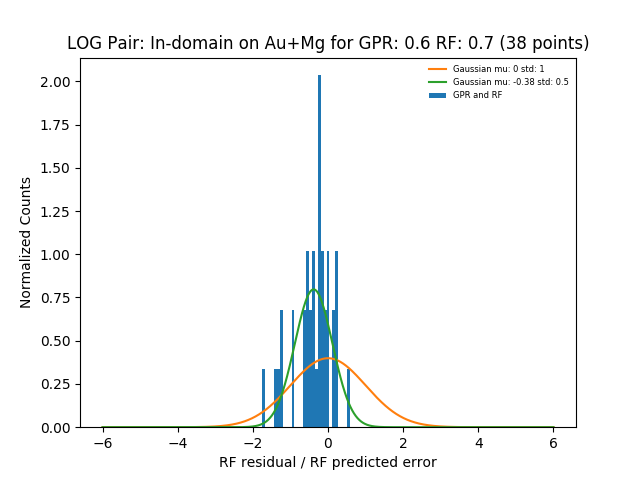 LOG Pair: In-domain on Au+Mg for GPR: 0.6 RF: 0.7 (38 points)
Gaussian mu: 0 std: 1
Gaussian mu: -0.38 std: 0.5
GPR and RF
Normalized Counts
2.00
1.75
1.50
1.25
1.00
0.75
0.50
0.25
0.00
−6
−4
−2
0
2
4
6
RF residual / RF predicted error